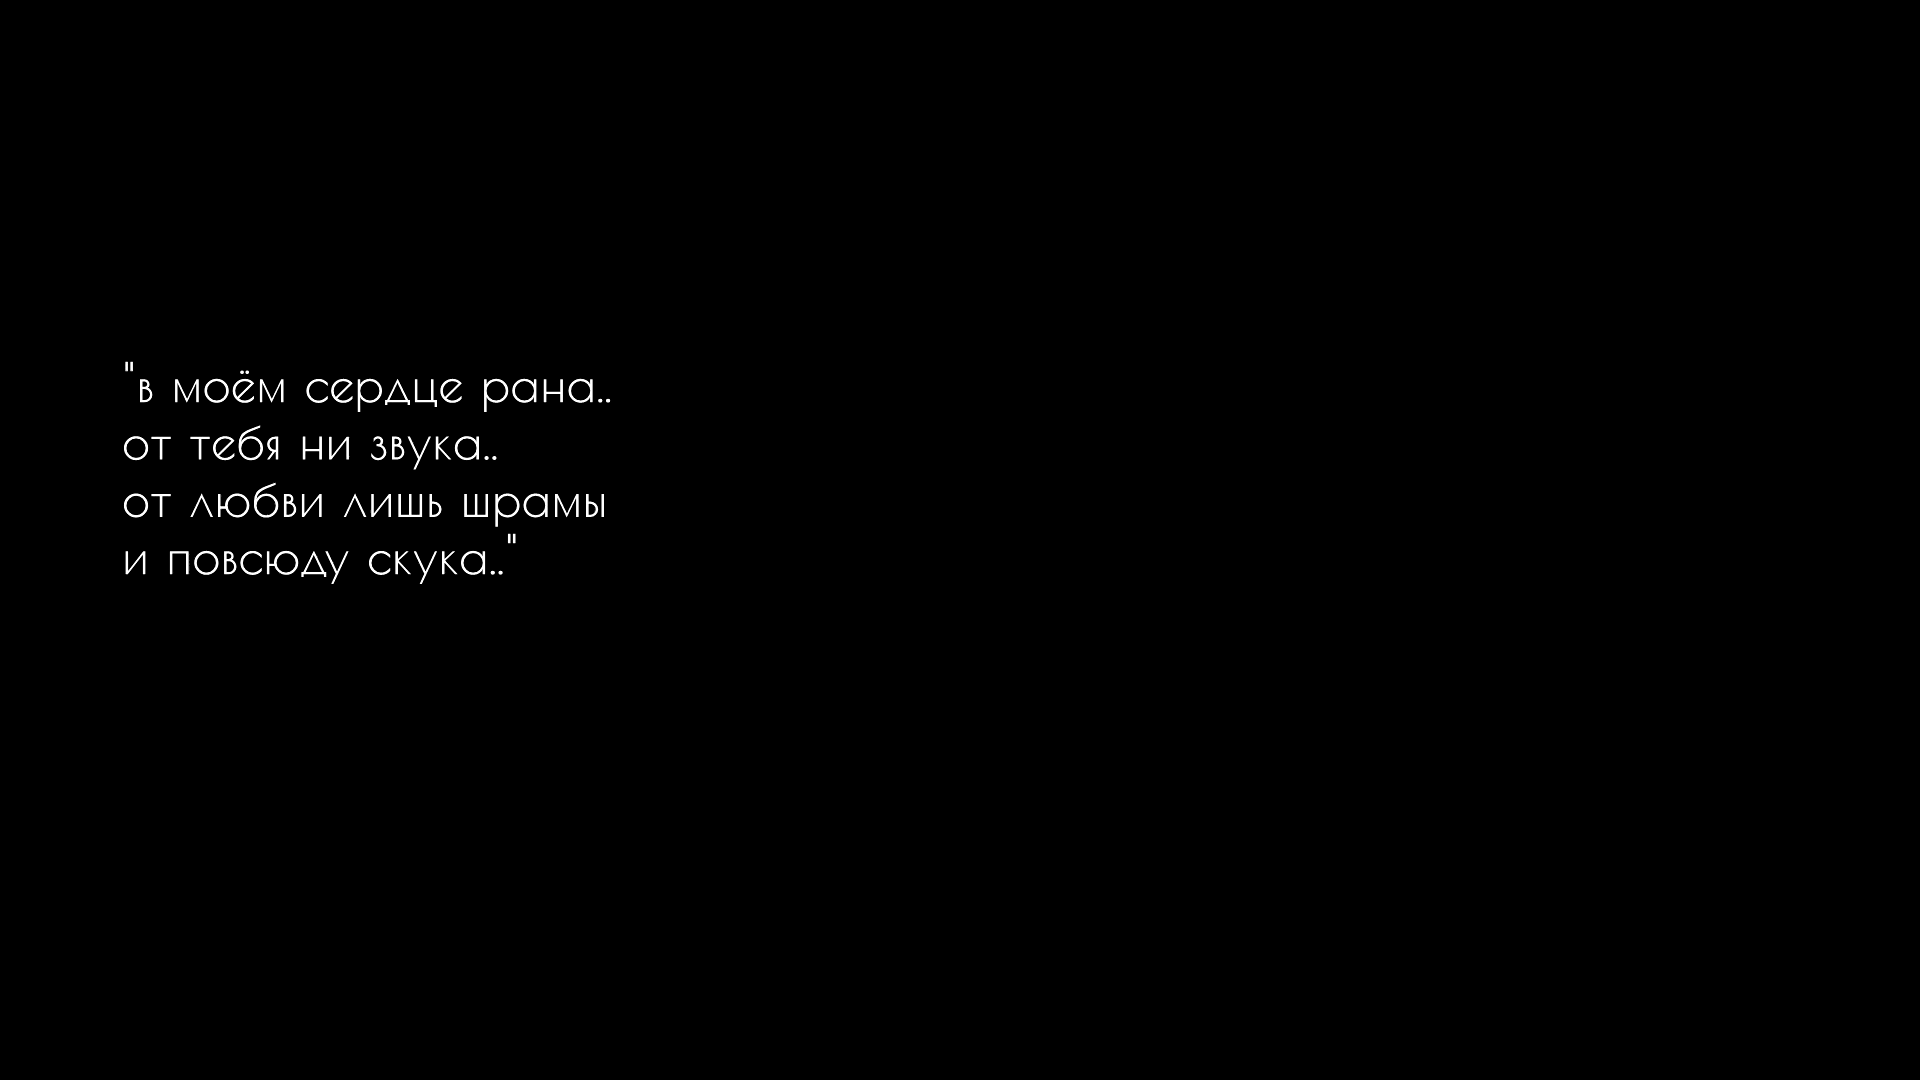 "в моём сердце рана..
от тебя ни звука..
от любви лишь шрамы
и повсюду скука.."